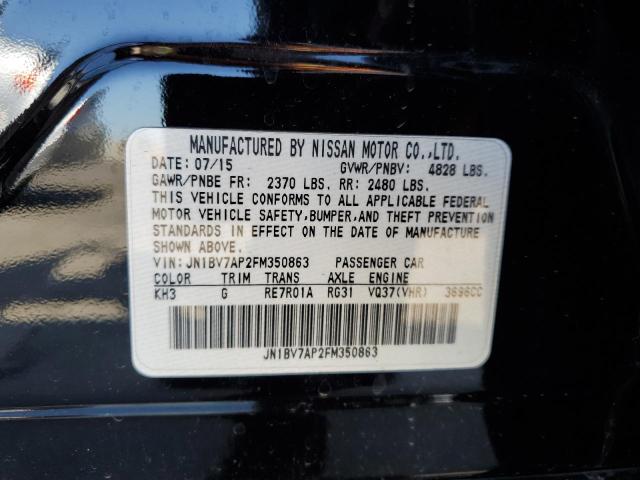 MANUFACTURED BY NISSAN MOTOR CO.,LTD.
DATE: 07/15 GVWR/PNBV: 4828 LBS.
GAWR/PNBE FR: 2370 LBS. RR: 2480 LBS.
THIS VEHICLE CONFORMS TO ALL APPLICABLE FEDERAL
MOTOR VEHICLE SAFETY,BUMPER,AND THEFT PREVENTION
STANDARDS IN EFFECT ON THE DATE OF MANUFACTURE
SHOWN ABOVE.
VIN: JN1BV7AP2FM350863 PASSENGER CAR
COLOR TRIM TRANS AXLE ENGINE
KH3 G RE7R01A RG31 VQ37(VHR) 3696CC
JN1BV7AP2FM350863